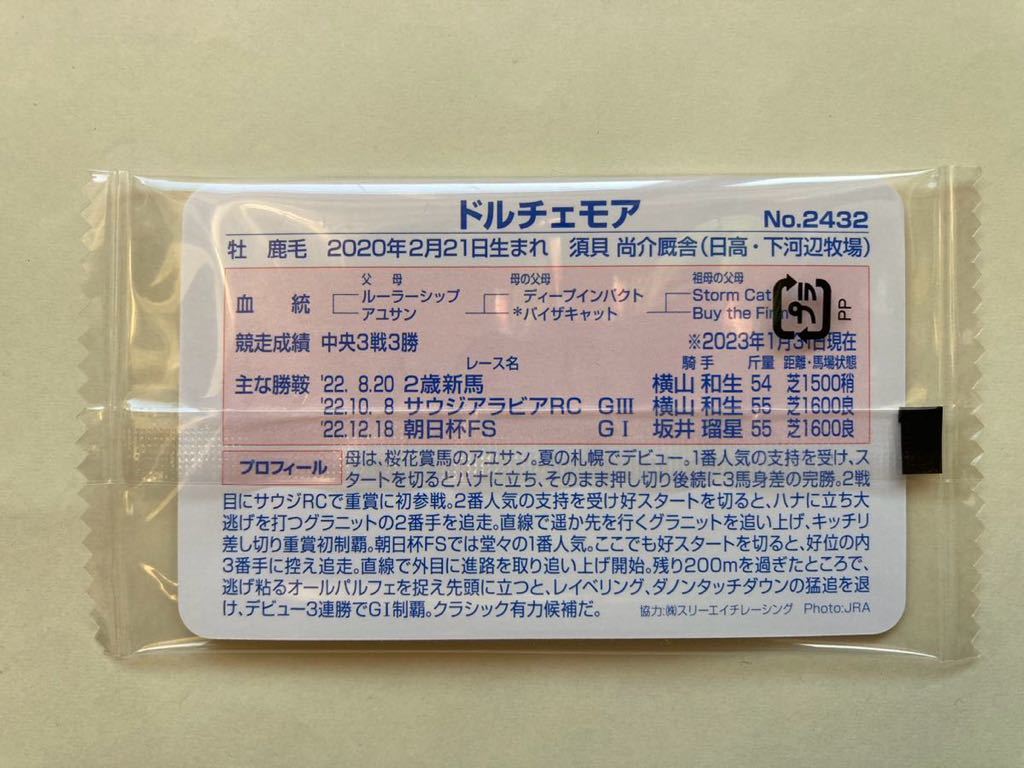 ドルチェモア No.2432
牡 鹿毛 2020年2月21日生まれ 須貝 尚介厩舎(日高・下河辺牧場)
父 母 母の父母 祖母の父母
血 統 ルーラーシップ ディープインパクト Storm Cat
アユサン *バイザキャット Buy the
プラ
PP
競走成績 中央3戦3勝 ※2023年1月31日現在
レース名 騎手 斤量 距離・馬場状態
主な勝鞍 '22. 8.20 2歳新馬 横山 和生 54 芝1500稍
'22.10. 8 サウジアラビアRC GⅢ 横山 和生 55 芝1600良
'22.12.18 朝日杯FS GⅠ 坂井 瑠星 55 芝1600良
プロフィール 母は、桜花賞馬のアユサン。夏の札幌でデビュー。1番人気の支持を受け、ス
タートを切るとハナに立ち、そのまま押し切り後続に3馬身差の完勝。2戦
目にサウジRCで重賞に初参戦。2番人気の支持を受け好スタートを切ると、ハナに立ち大
逃げを打つグラニットの2番手を追走。直線で遥か先を行くグラニットを追い上げ、キッチリ
差し切り重賞初制覇。朝日杯FSでは堂々の1番人気。ここでも好スタートを切ると、好位の内
3番手に控え追走。直線で外目に進路を取り追い上げ開始。残り200mを過ぎたところで、
逃げ粘るオールパルフェを捉え先頭に立つと、レイベリング、ダノンタッチダウンの猛追を退
け、デビュー3連勝でGⅠ制覇。クラシック有力候補だ。 協力:㈱スリーエイチレーシング Photo:JRA